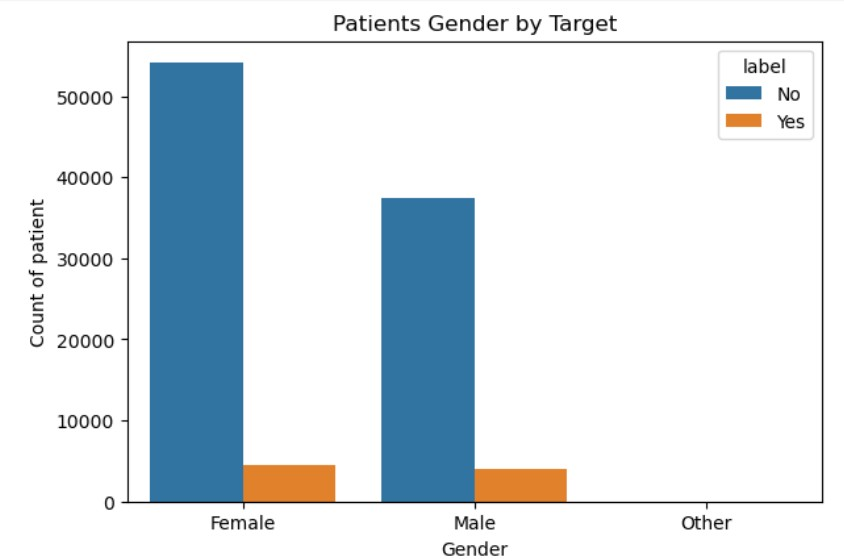 Patients Gender by Target
label
No
Yes
Count of patient
50000
40000
30000
20000
10000
0
Female Male Other
Gender